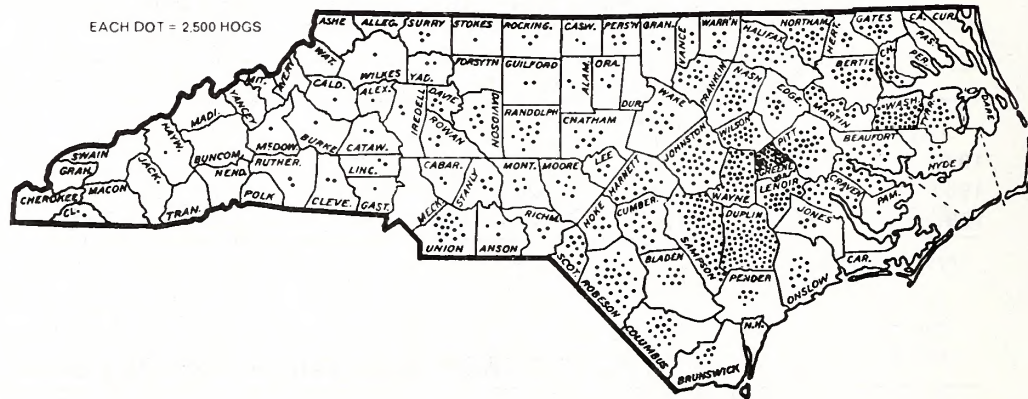 EACH DOT = 2,500 HOGS
ASHE ALLEG. SURRY STOKES ROCKING. CASW. PERS'N GRAN. VANCE WARR'N NORTHAM. HERT. GATES CUR.
HALIFAX
WAT. WILKES YAD. FORSYTH GUILFORD ALAM. ORA. DUR. FRANKLIN NASH BERTIE CH. PER. PAS.
MIT. AVERY CALD. ALEX. IREDELL DAVIE DAVIDSON RANDOLPH CHATHAM WAKE EDGE. MARTIN WASH. TYR. DARE
MADI. YANCEY BURKE CATAW. ROWAN JOHNSTON WILSON PITT BEAUFORT HYDE
SWAIN HAYW. BUNCOM. McDOW. RUTHER. LINC. CABAR. STANLY MONT. MOORE LEE HARNETT WAYNE GREENE LENOIR CRAVEN PAM.
GRAH. JACK. HEND.
CHEROKEE MACON
CL. TRAN. POLK CLEVE. GAST. MECK. UNION ANSON RICHM. SCOT. HOKE CUMBER. SAMPSON DUPLIN JONES CAR.
ROBESON BLADEN PENDER ONSLOW
COLUMBUS N.H.
BRUNSWICK